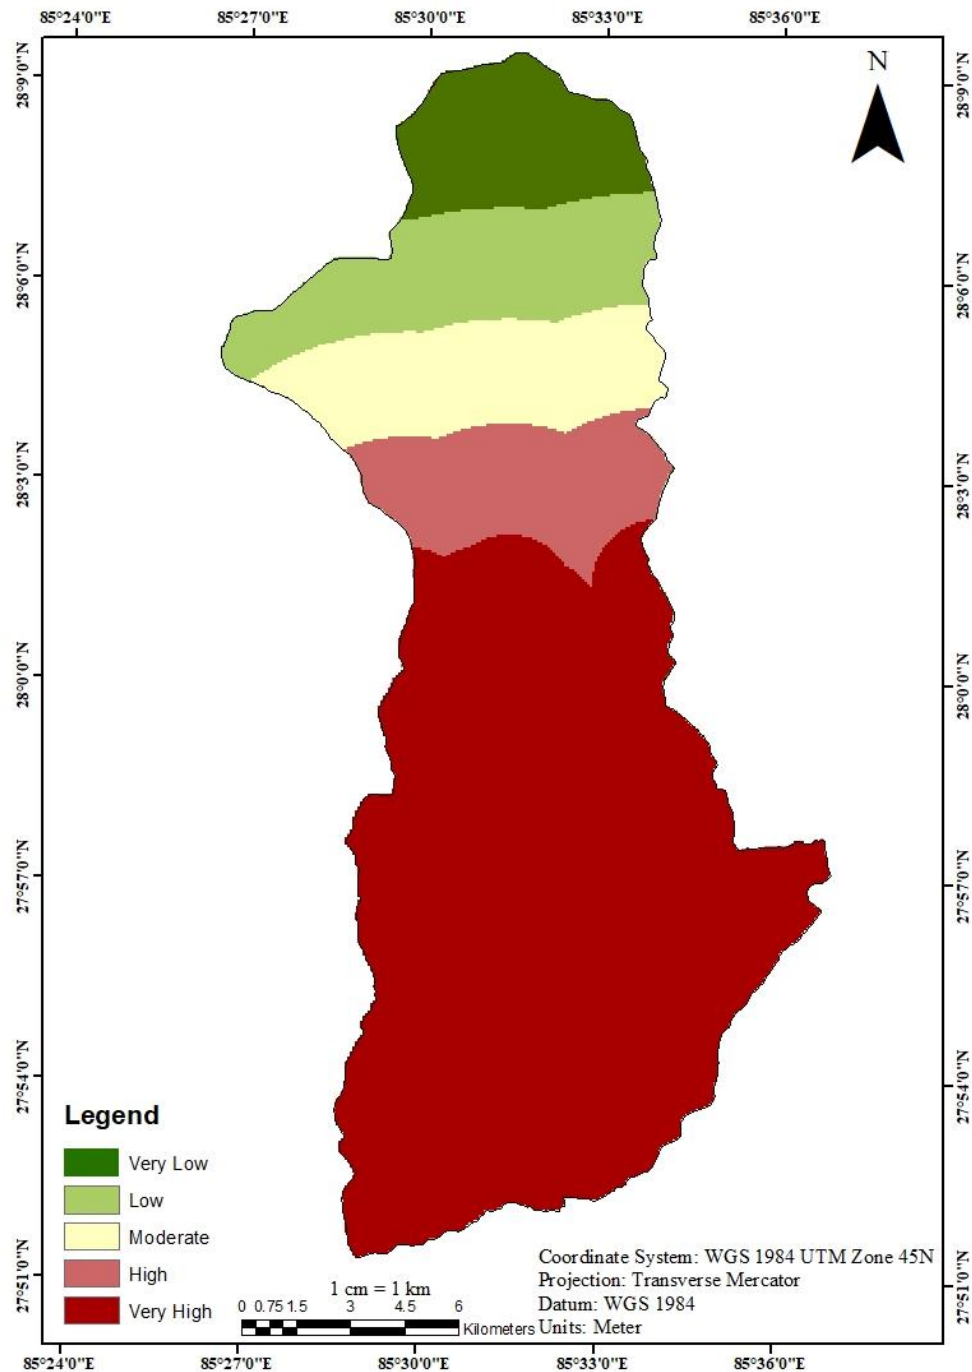 85°24'0"E 85°27'0"E 85°30'0"E 85°33'0"E 85°36'0"E
N
28°9'0"N 28°9'0"N
28°6'0"N 28°6'0"N
28°3'0"N 28°3'0"N
28°0'0"N 28°0'0"N
27°57'0"N 27°57'0"N
27°54'0"N 27°54'0"N
27°51'0"N 27°51'0"N
Legend
Very Low
Low
Moderate
High
Very High
1 cm = 1 km
0 0.75 1.5 3 4.5 6
Kilometers
Coordinate System: WGS 1984 UTM Zone 45N
Projection: Transverse Mercator
Datum: WGS 1984
Units: Meter
85°24'0"E 85°27'0"E 85°30'0"E 85°33'0"E 85°36'0"E